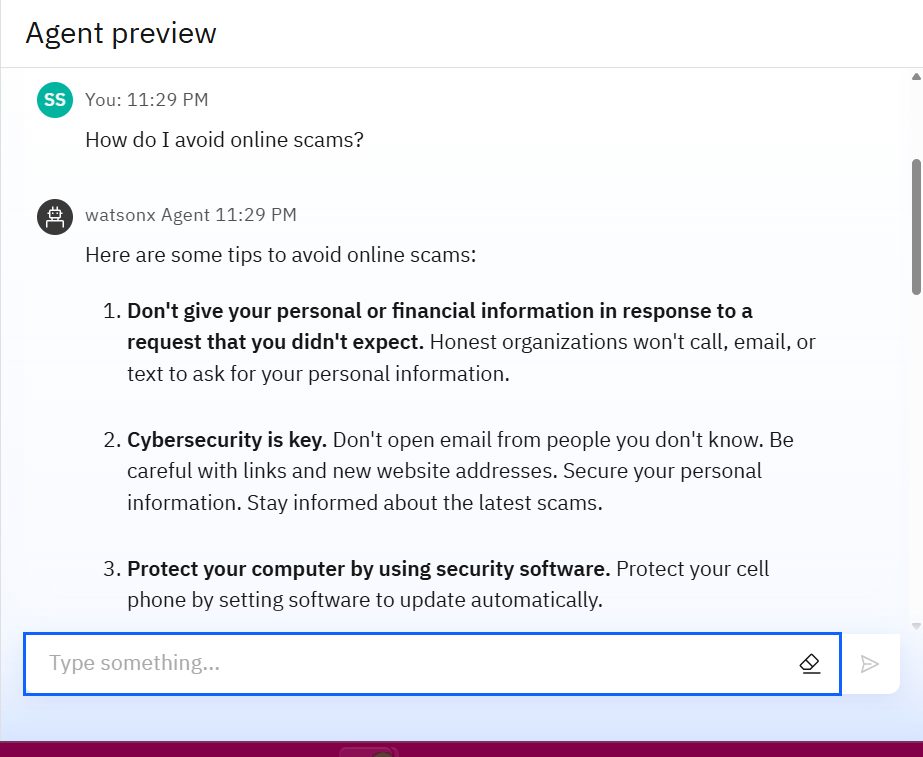 Agent preview
SS
You: 11:29 PM
How do I avoid online scams?
watsonx Agent 11:29 PM
Here are some tips to avoid online scams:
1. Don't give your personal or financial information in response to a
request that you didn't expect. Honest organizations won't call, email, or
text to ask for your personal information.
2. Cybersecurity is key. Don't open email from people you don't know. Be
careful with links and new website addresses. Secure your personal
information. Stay informed about the latest scams.
3. Protect your computer by using security software. Protect your cell
phone by setting software to update automatically.
Type something...